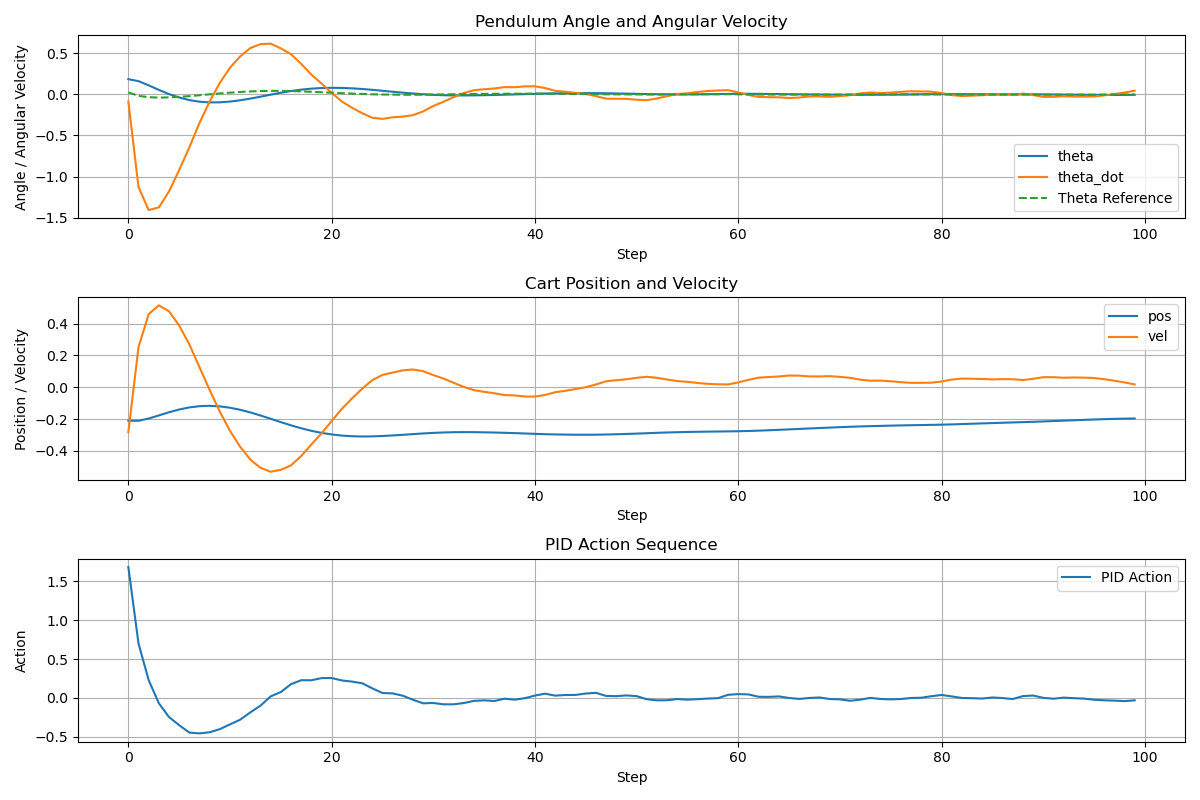 Pendulum Angle and Angular Velocity
Angle / Angular Velocity
0.5
0.0
−0.5
−1.0
−1.5
theta
theta_dot
Theta Reference
0 20 40 60 80 100
Step
Cart Position and Velocity
Position / Velocity
0.4
0.2
0.0
−0.2
−0.4
pos
vel
0 20 40 60 80 100
Step
PID Action Sequence
Action
1.5
1.0
0.5
0.0
−0.5
PID Action
0 20 40 60 80 100
Step